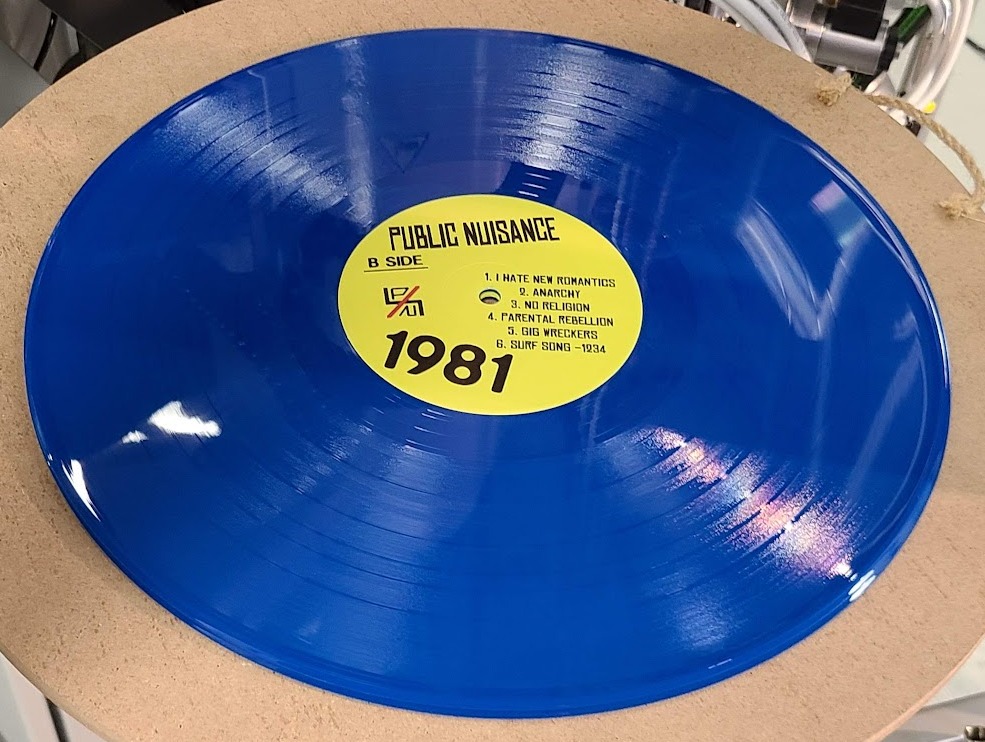 PUBLIC NUISANCE
B SIDE
1. I HATE NEW ROMANTICS
2. ANARCHY
3. NO RELIGION
4. PARENTAL REBELLION
5. GIG WRECKERS
6. SURF SONG -1234
1981